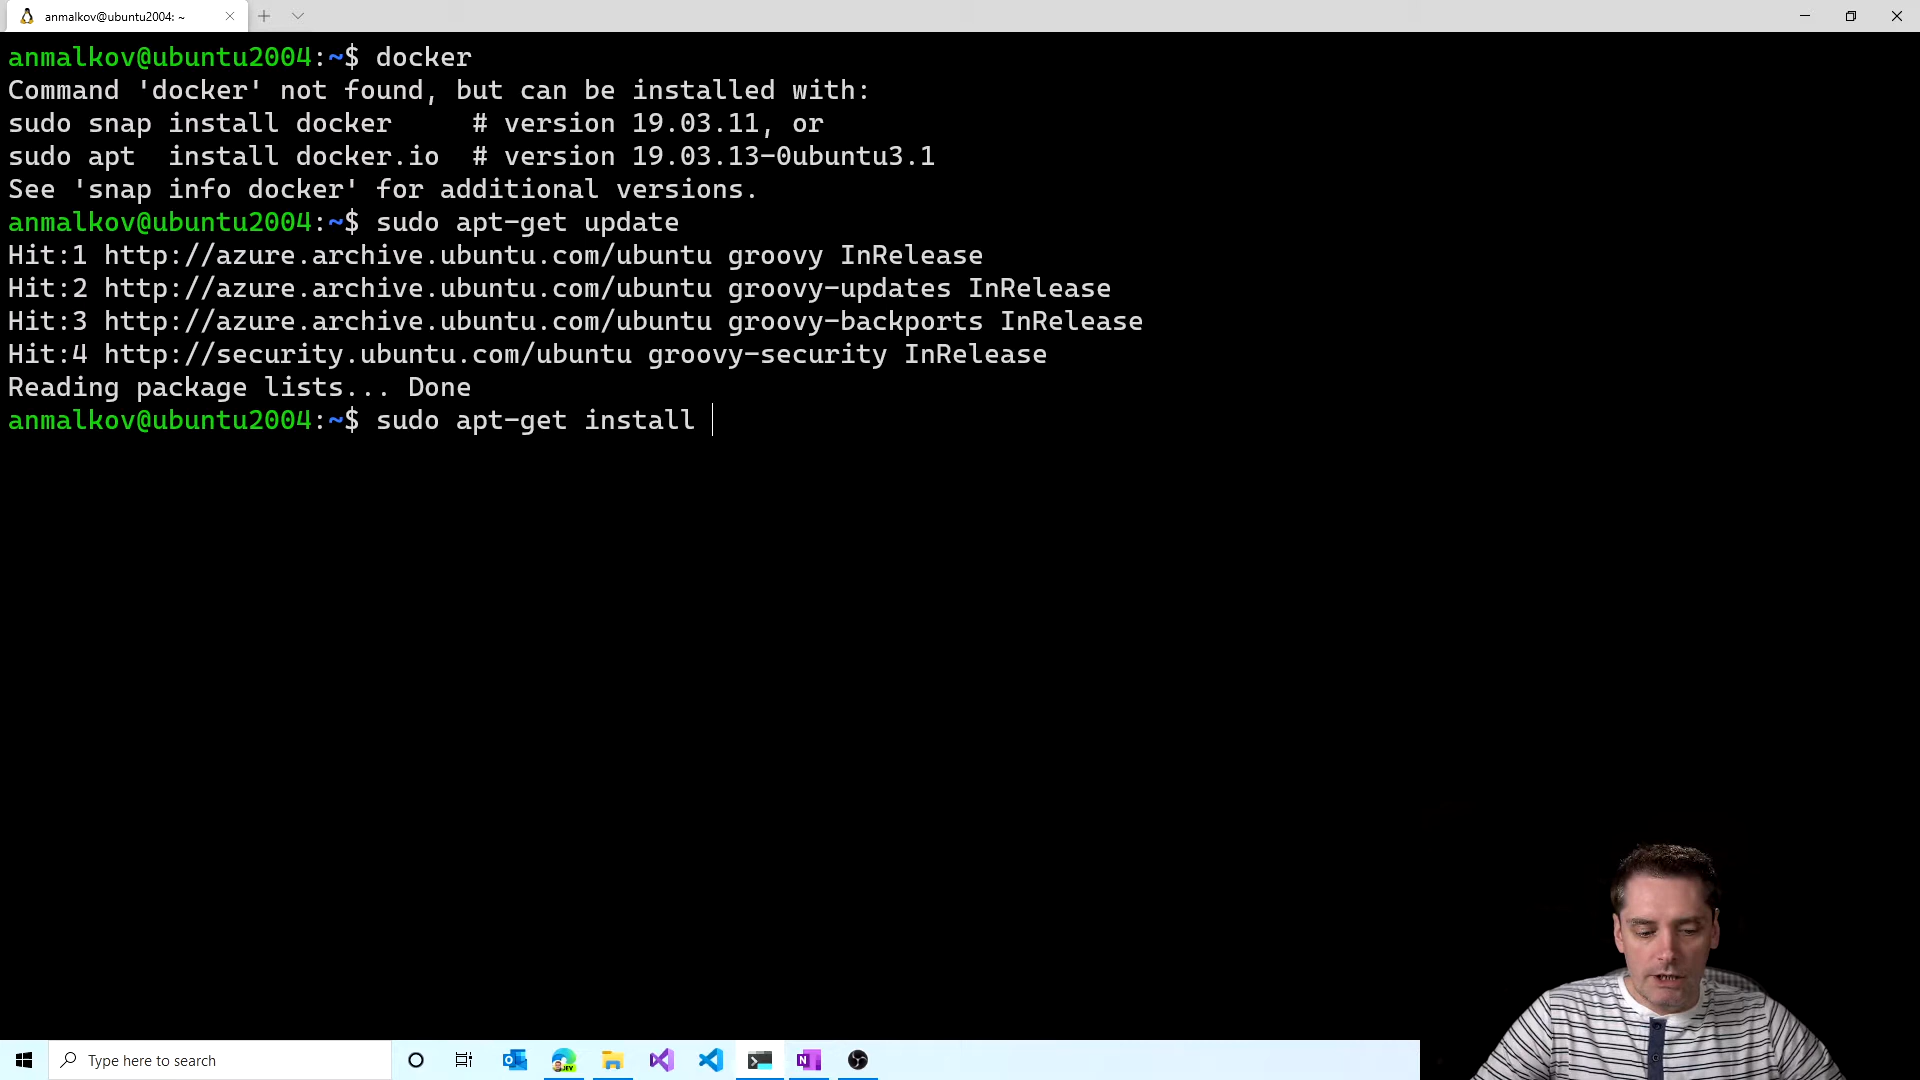 anmalkov@ubuntu2004: ~
anmalkov@ubuntu2004:~$ docker
Command 'docker' not found, but can be installed with:
sudo snap install docker     # version 19.03.11, or
sudo apt  install docker.io  # version 19.03.13-0ubuntu3.1
See 'snap info docker' for additional versions.
anmalkov@ubuntu2004:~$ sudo apt-get update
Hit:1 http://azure.archive.ubuntu.com/ubuntu groovy InRelease
Hit:2 http://azure.archive.ubuntu.com/ubuntu groovy-updates InRelease
Hit:3 http://azure.archive.ubuntu.com/ubuntu groovy-backports InRelease
Hit:4 http://security.ubuntu.com/ubuntu groovy-security InRelease
Reading package lists... Done
anmalkov@ubuntu2004:~$ sudo apt-get install
Type here to search